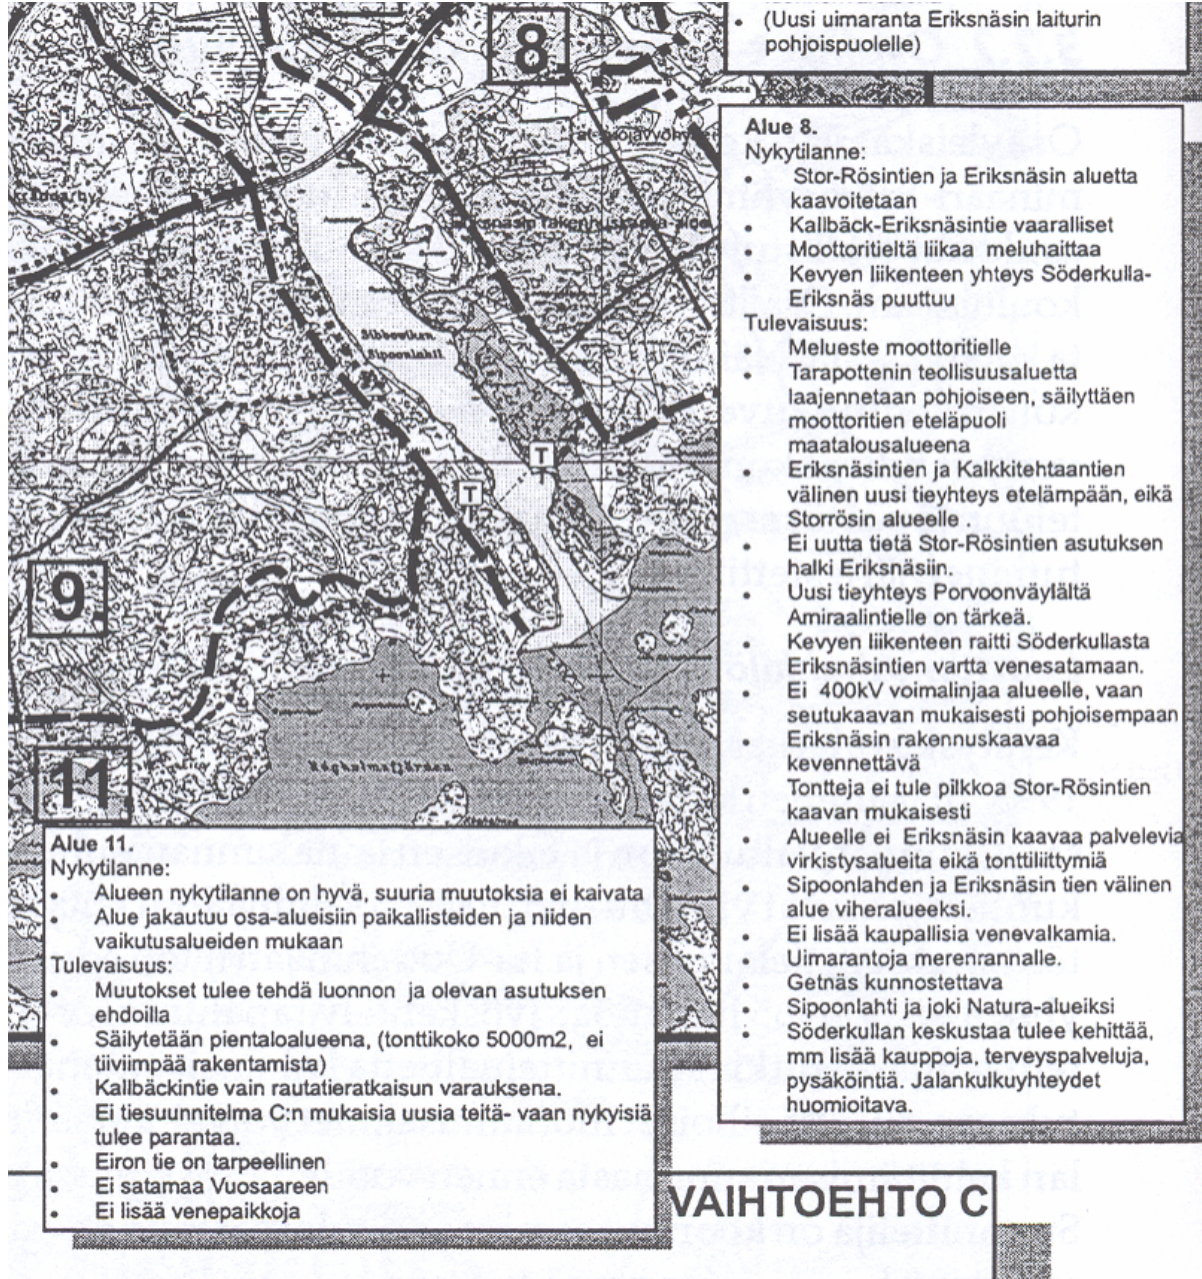 (Uusi uimaranta Eriksnäsin laiturin
pohjoispuolelle)
8
Alue 8.
Nykytilanne:
• Stor-Rösintien ja Eriksnäsin aluetta
kaavoitetaan
• Kallbäck-Eriksnäsintie vaaralliset
• Moottoritieltä liikaa meluhaittaa
• Kevyen liikenteen yhteys Söderkulla-
Eriksnäs puuttuu
Tulevaisuus:
• Melueste moottoritielle
• Tarapottenin teollisuusaluetta
laajennetaan pohjoiseen, säilyttäen
moottoritien eteläpuoli
maatalousalueena
• Eriksnäsintien ja Kalkkitehtaantien
välinen uusi tieyhteys etelämpään, eikä
Storrösin alueelle.
• Ei uutta tietä Stor-Rösintien asutuksen
halki Eriksnäsiin.
• Uusi tieyhteys Porvoonväylältä
Amiraalintielle on tärkeä.
• Kevyen liikenteen raitti Söderkullasta
Eriksnäsintien vartta venesatamaan.
• Ei 400kV voimalinjaa alueelle, vaan
seutukaavan mukaisesti pohjoisempaan
• Eriksnäsin rakennuskaavaa
kevennettävä
• Tontteja ei tule pilkkoa Stor-Rösintien
kaavan mukaisesti
• Alueelle ei Eriksnäsin kaavaa palvelevia
virkistysalueita eikä tonttiliittymiä
• Sipoonlahden ja Eriksnäsin tien välinen
alue viheralueeksi.
• Ei lisää kaupallisia venevalkamia.
• Uimarantoja merenrannalle.
• Getnäs kunnostettava
• Sipoonlahti ja joki Natura-alueiksi
• Söderkullan keskustaa tulee kehittää,
mm lisää kauppoja, terveyspalveluja,
pysäköintiä. Jalankulkuyhteydet
huomioitava.
Sibboviken
Sipoonlahti
T
T
9
11
Högholmsfjärden
Alue 11.
Nykytilanne:
• Alueen nykytilanne on hyvä, suuria muutoksia ei kaivata
• Alue jakautuu osa-alueisiin paikallisteiden ja niiden
vaikutusalueiden mukaan
Tulevaisuus:
• Muutokset tulee tehdä luonnon ja olevan asutuksen
ehdoilla
• Säilytetään pientaloalueena, (tonttikoko 5000m2, ei
tiiviimpää rakentamista)
• Kallbäckintie vain rautatieratkaisun varauksena.
• Ei tiesuunnitelma C:n mukaisia uusia teitä- vaan nykyisiä
tulee parantaa.
• Eiron tie on tarpeellinen
• Ei satamaa Vuosaareen
• Ei lisää venepaikkoja
VAIHTOEHTO C